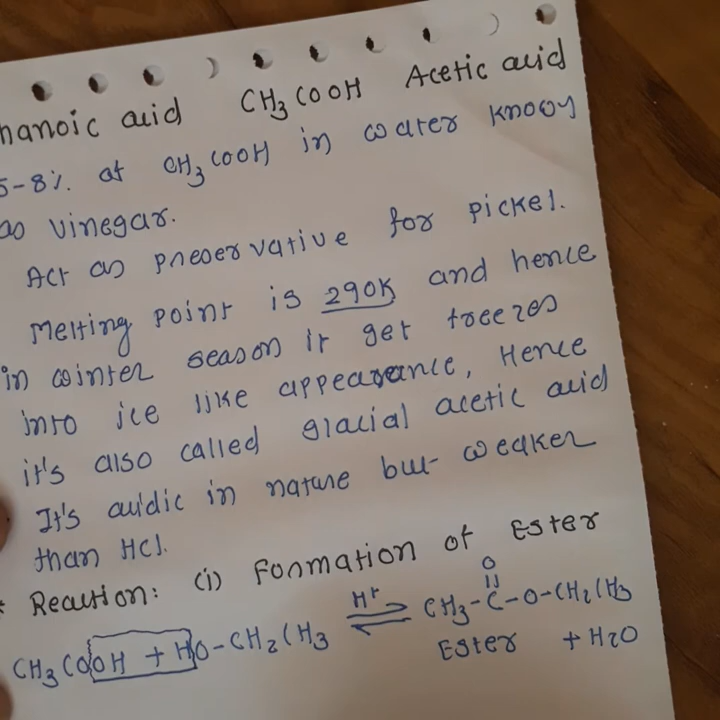 hanoic acid CH3COOH Acetic acid
5-8% of CH3COOH in water know
as vinegar.
Act as preservative for pickel.
Melting point is 290K and hence
in winter season it get freezes
into ice like appearance, Hence
it's also called glacial acetic acid
It's acidic in nature but weaker
than HCl.
Reaction: (i) Formation of Ester
O
CH3COOH + HO-CH2CH3 ⇌ H+ CH3-C-O-CH2CH3
Ester + H2O